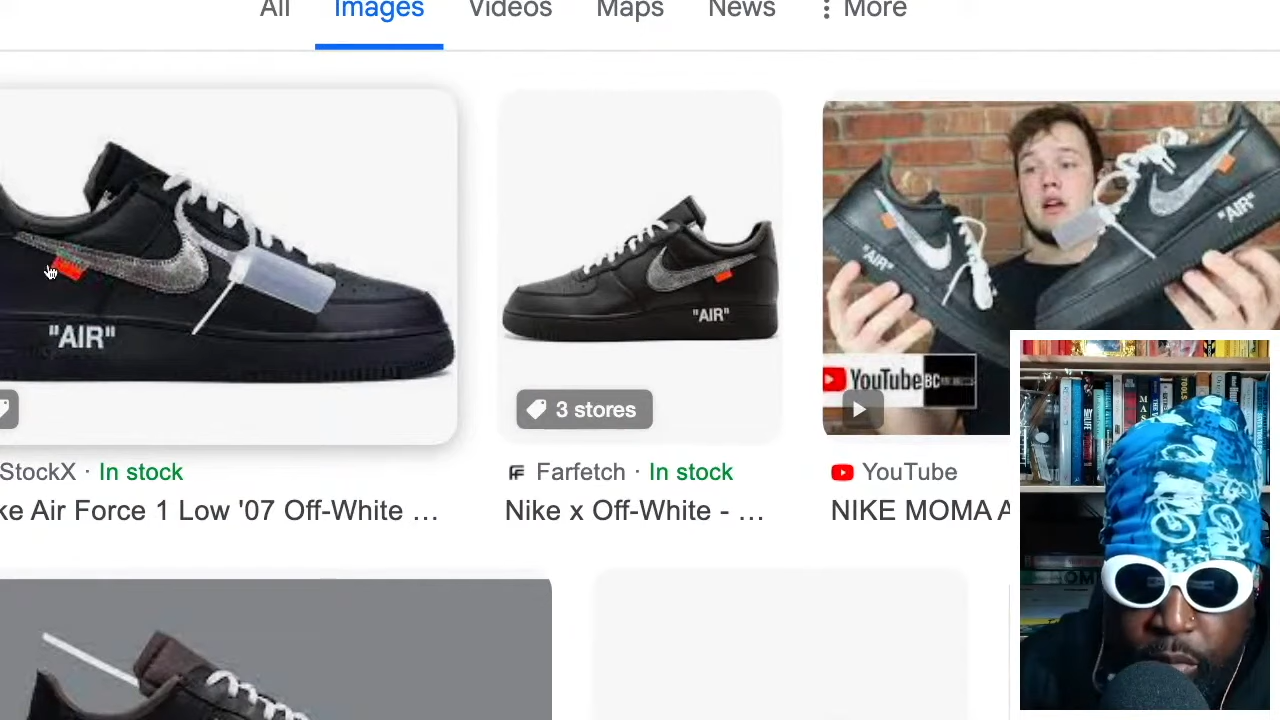 All Images Videos Maps News More
"AIR"
"AIR"
"AIR"
"AIR"
YouTube BC
3 stores
StockX · In stock
Farfetch · In stock
YouTube
ke Air Force 1 Low '07 Off-White ...
Nike x Off-White - ...
NIKE MOMA A